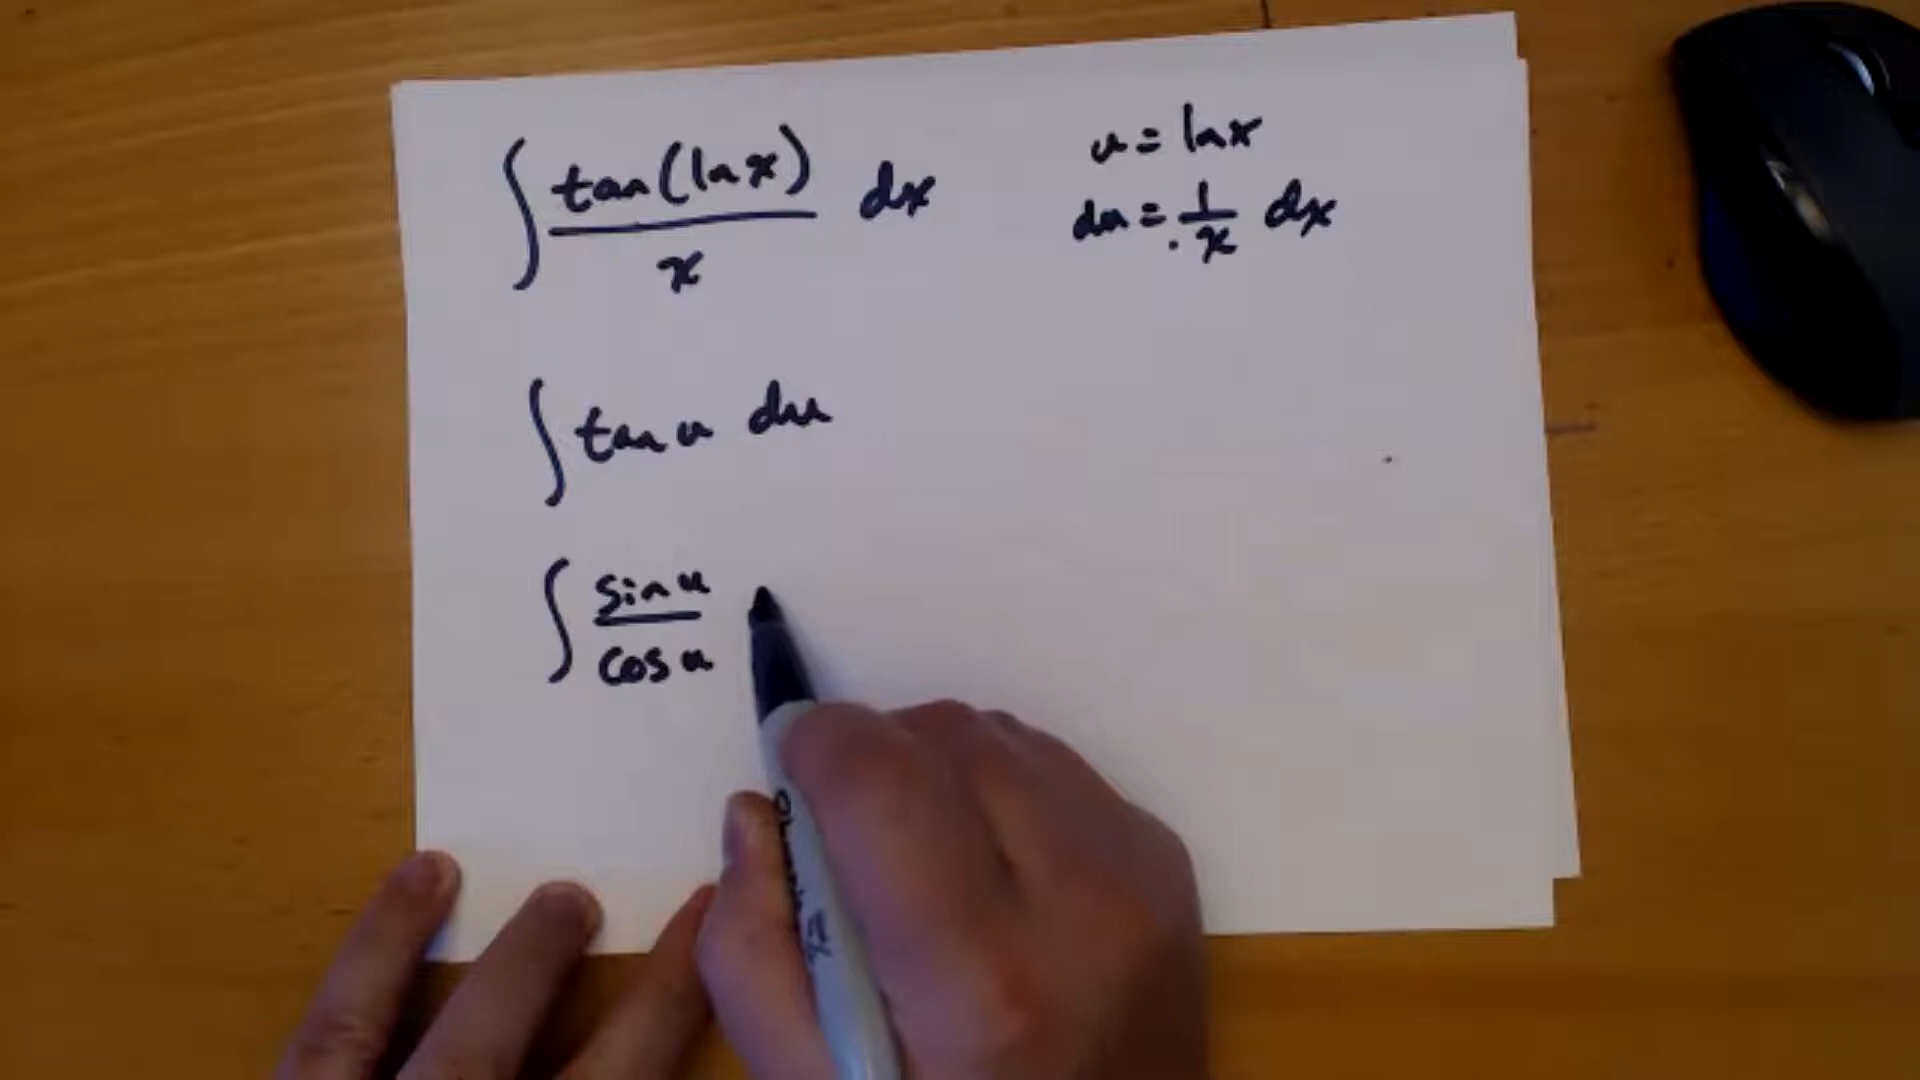 ∫ tan(ln x) / x dx
u = ln x
du = 1/x dx
∫ tan u du
∫ sin u / cos u